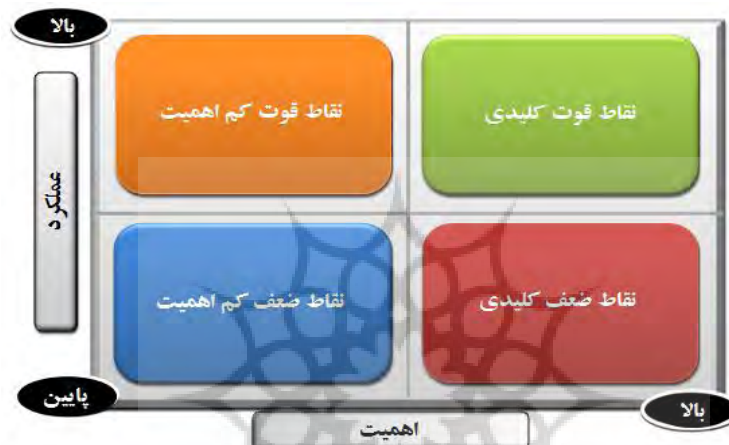 بالا
نقاط قوت کلیدی
نقاط قوت کم اهمیت
عملکرد
نقاط ضعف کلیدی
نقاط ضعف کم اهمیت
پایین
بالا
اهمیت